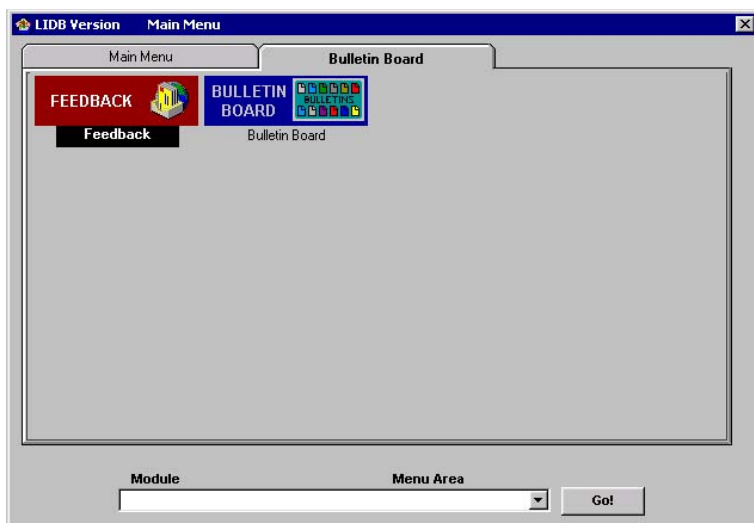 LIDB Version Main Menu
Main Menu Bulletin Board
FEEDBACK
BULLETIN
BOARD
BULLETINS
Feedback Bulletin Board
Module Menu Area
Go!